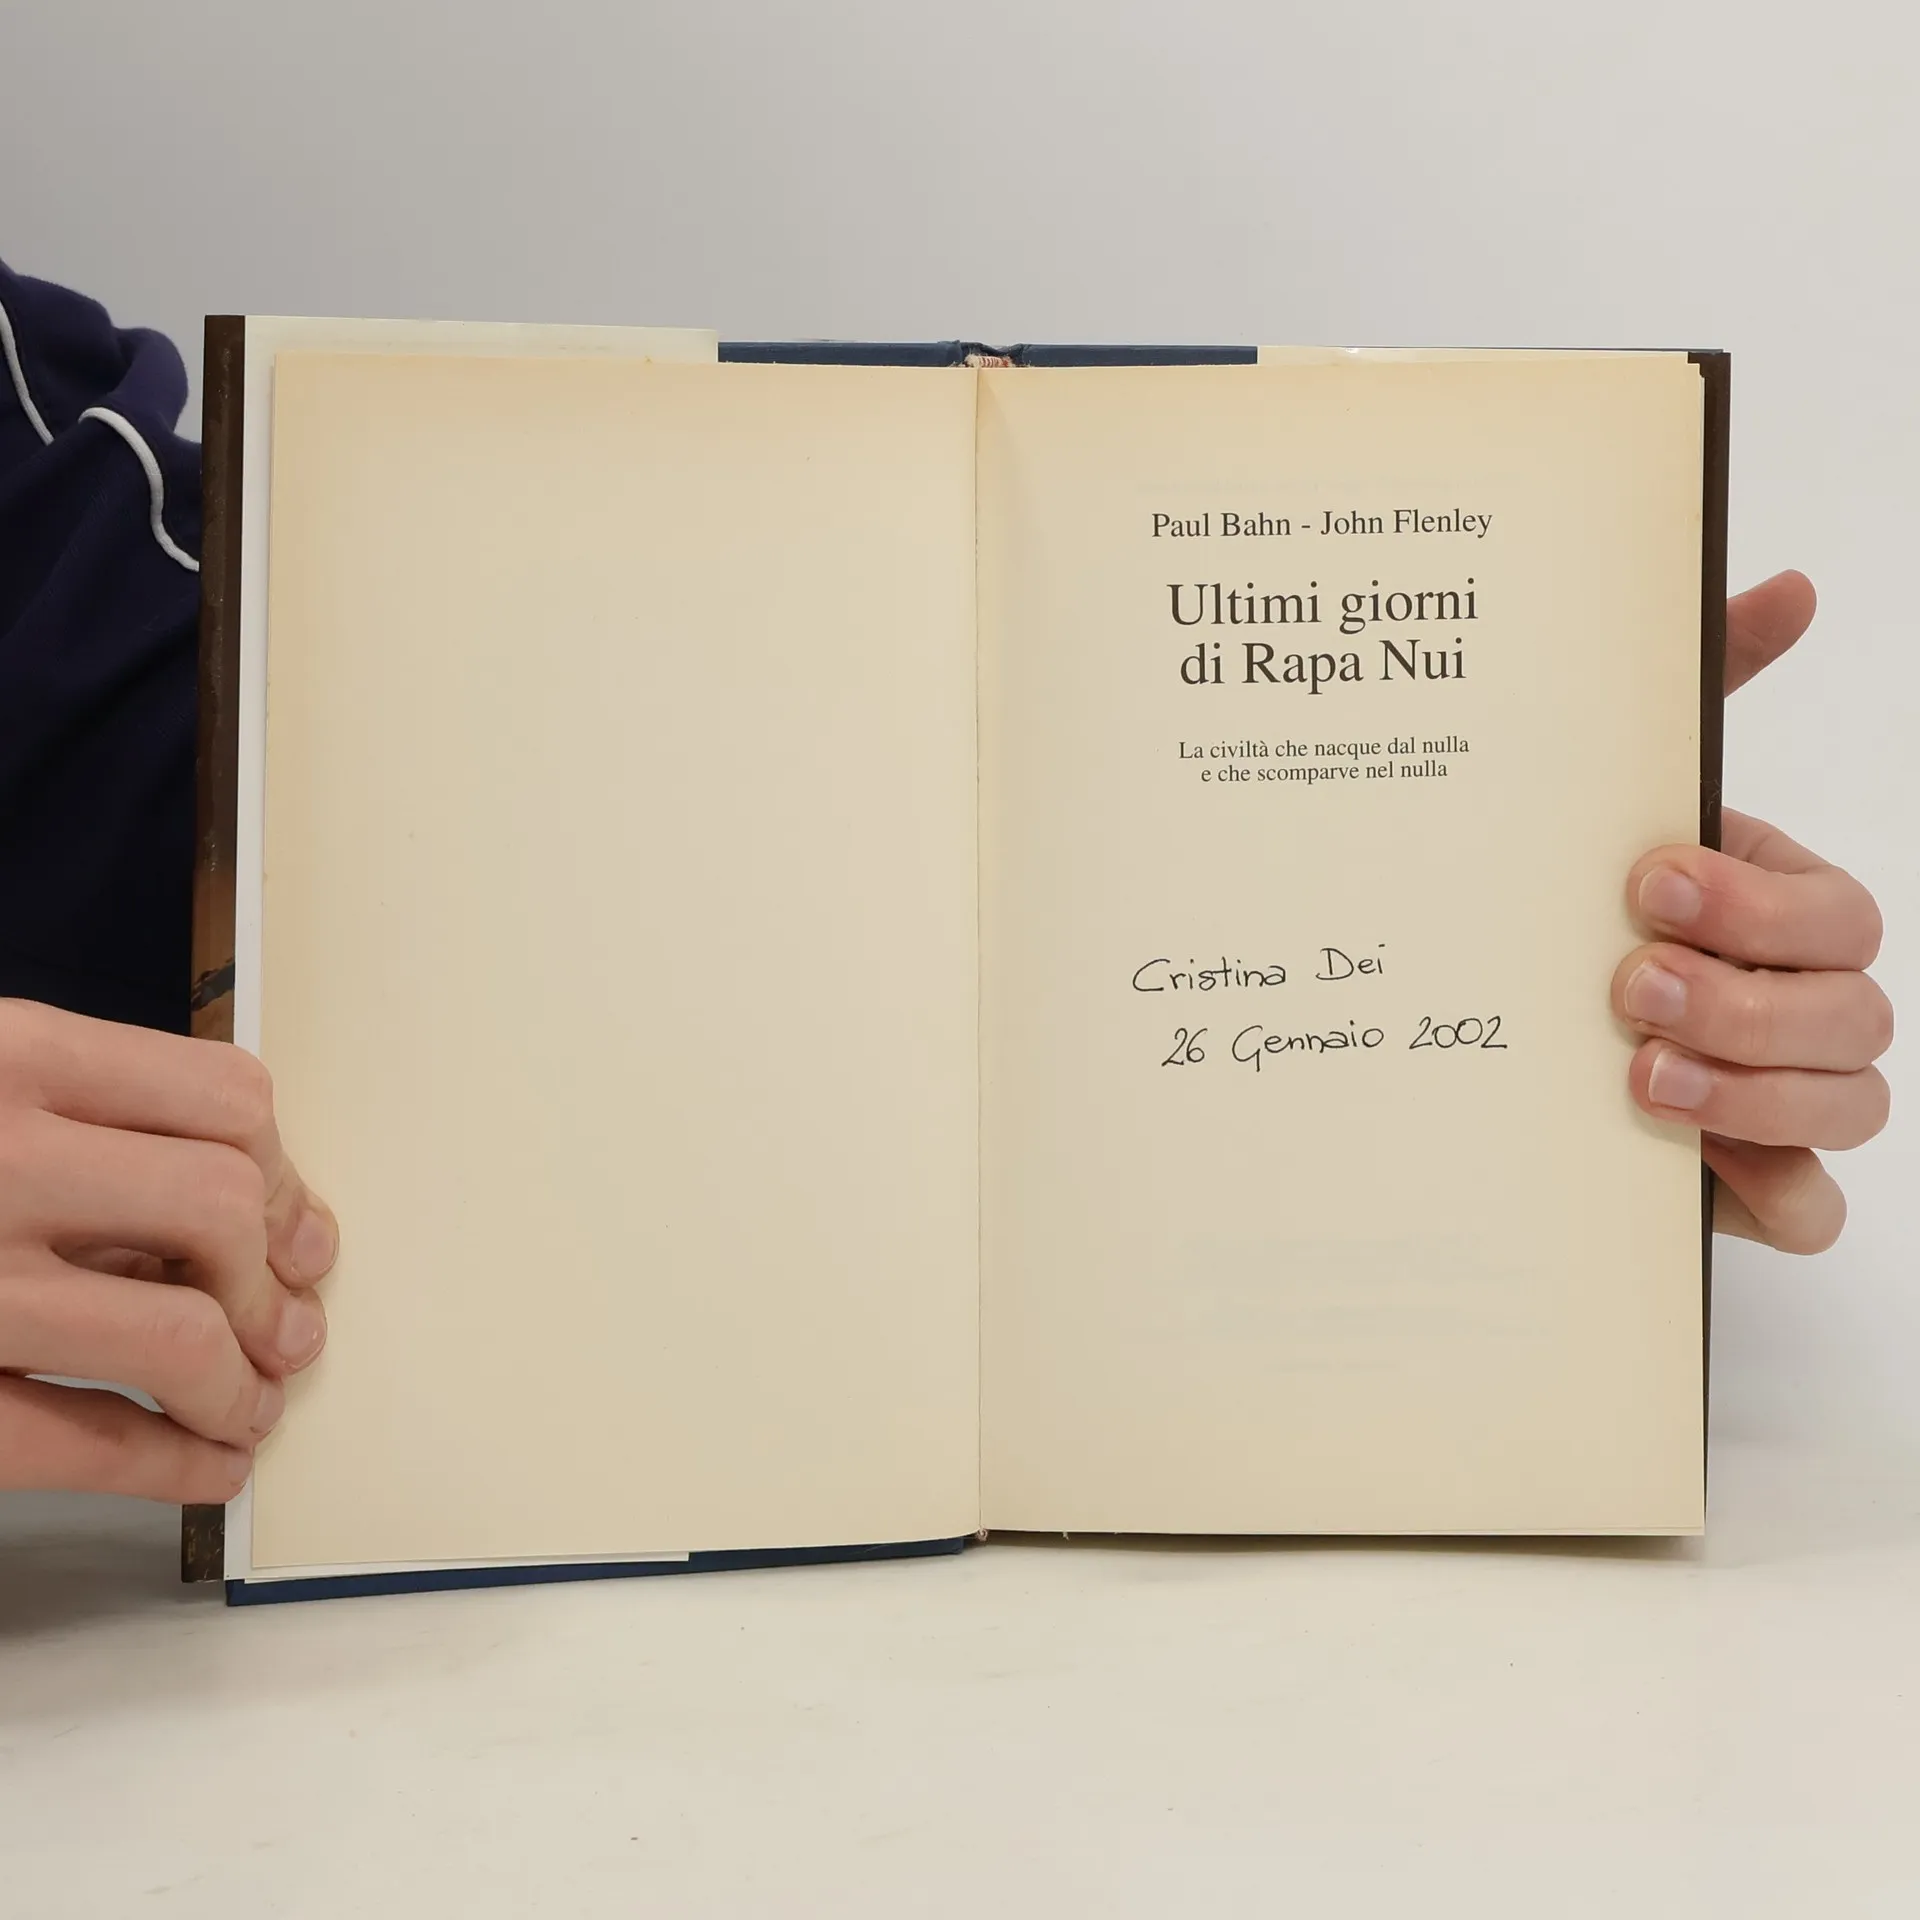 Paul Bahn - John Flenley
Ultimi giorni
di Rapa Nui
La civiltà che nacque dal nulla
e che scomparve nel nulla
Cristina Dei
26 Gennaio 2002